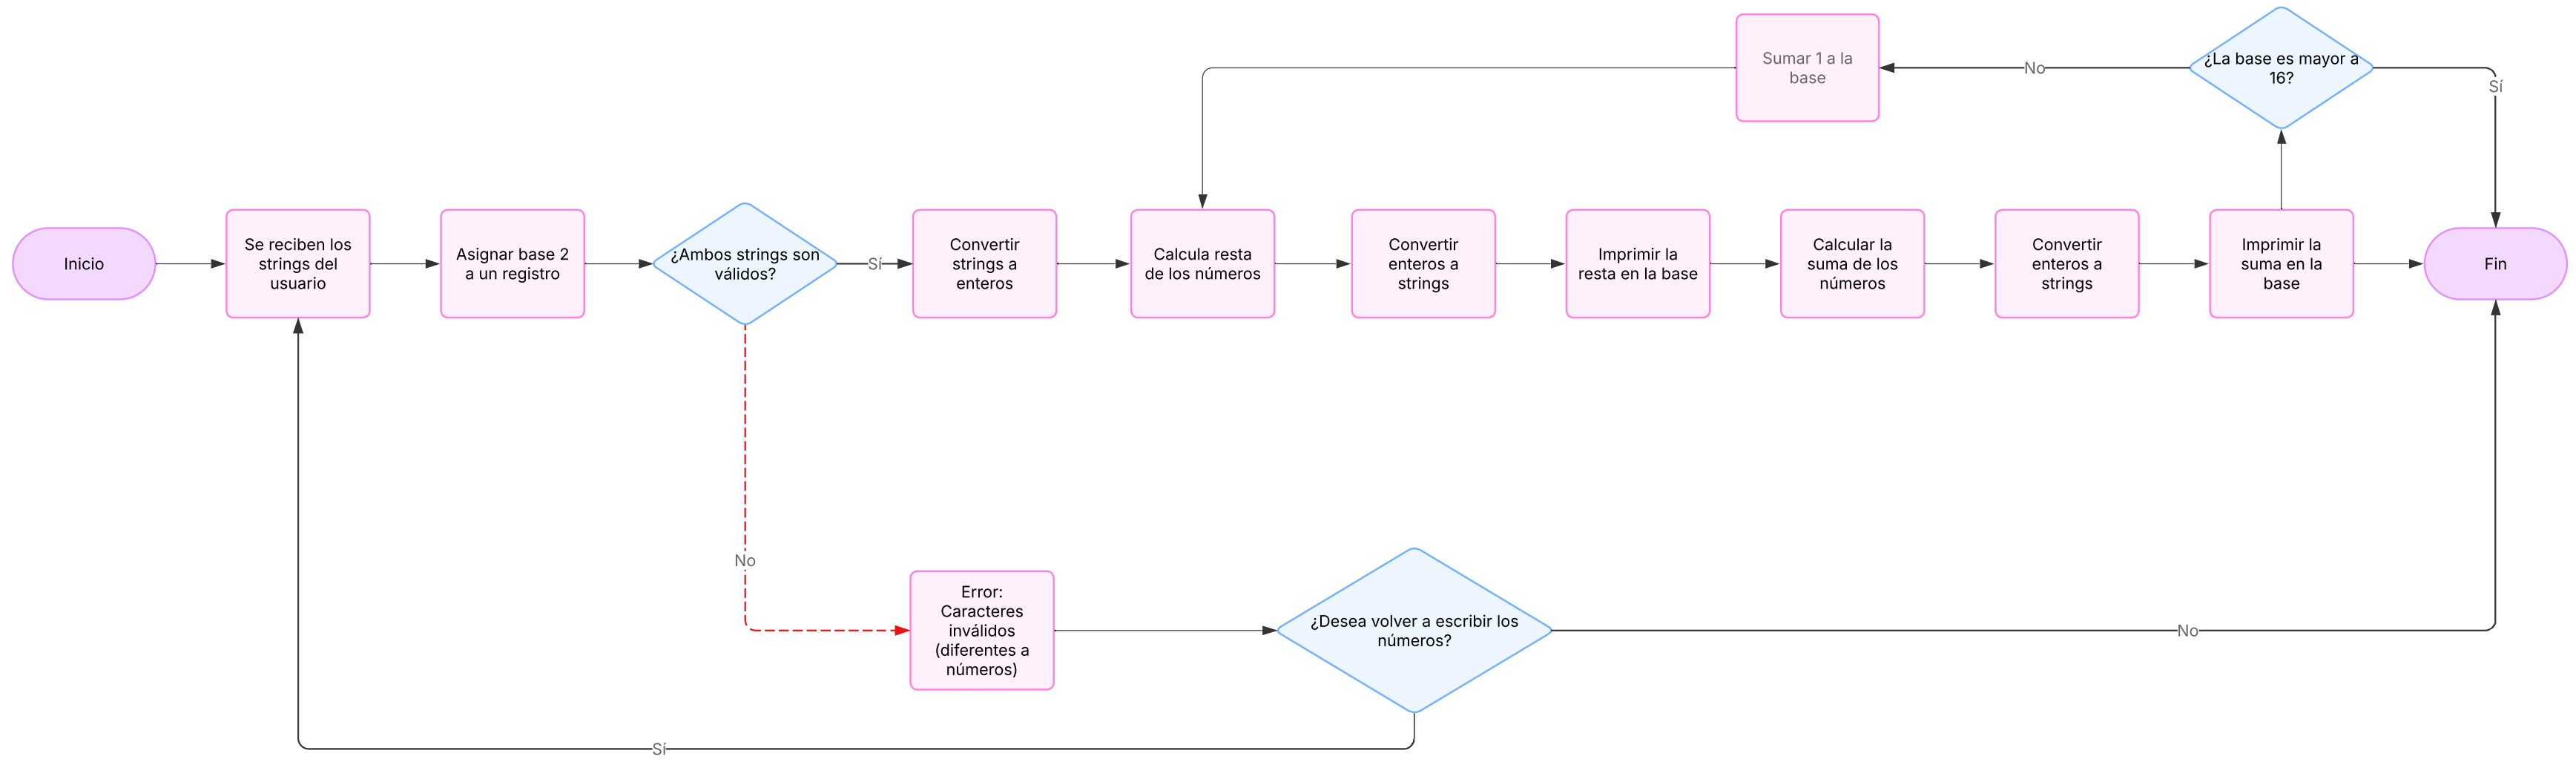 Sumar 1 a la
base
No
¿La base es mayor a
16?
Sí
Inicio
Se reciben los
strings del
usuario
Asignar base 2
a un registro
¿Ambos strings son
válidos?
Sí
Convertir
strings a
enteros
Calcula resta
de los números
Convertir
enteros a
strings
Imprimir la
resta en la base
Calcular la
suma de los
números
Convertir
enteros a
strings
Imprimir la
suma en la
base
Fin
No
Error:
Caracteres
inválidos
(diferentes a
números)
¿Desea volver a escribir los
números?
No
Sí